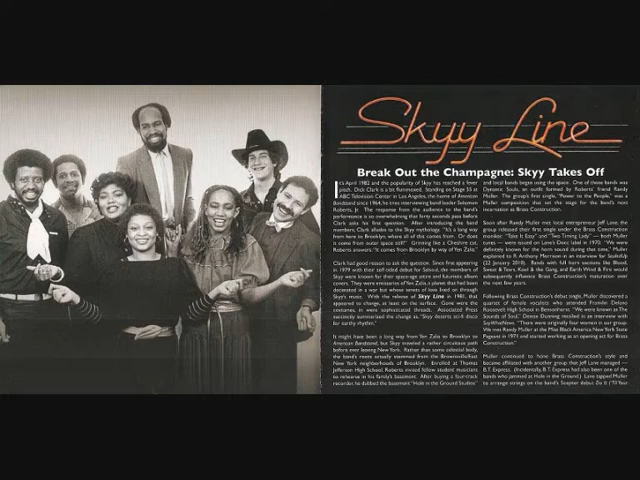 Skyy Line
Break Out the Champagne: Skyy Takes Off
It's April 1982 and the popularity of Skyy has reached a fever
pitch. Dick Clark is a bit flummoxed. Standing on Stage 55 at
ABC Television Center in Los Angeles, the home of American
Bandstand since 1964, he tries interviewing band leader Solomon
Roberts, Jr. The response from the audience to the band's
performance is so overwhelming that forty seconds pass before
Clark asks his first question. After introducing the band
members, Clark alludes to the Skyy mythology. "It's a long way
from here to Brooklyn, where all of this comes from. Or does
it come from outer space still?" Grinning like a Cheshire cat,
Roberts answers, "It comes from Brooklyn by way of Yen Zalia."
Clark had good reason to ask the question. Since first appearing
in 1979 with their self-titled debut for Salsoul, the members of
Skyy were known for their space-age attire and futuristic album
covers. They were emissaries of Yen Zalia, a planet that had been
decimated in a war but whose tenets of love lived on through
Skyy's music. With the release of Skyy Line in 1981, that
appeared to change, at least on the surface. Gone were the
costumes, in were sophisticated threads. Associated Press
succinctly summarized the change as, "Skyy deserts sci-fi disco
for earthy rhythm."
It might have been a long way from Yen Zalia to Brooklyn to
American Bandstand, but Skyy traveled a rather circuitous path
before ever leaving New York. Rather than some celestial body,
the band's roots actually stemmed from the Brownsville/East
New York neighborhoods of Brooklyn. Enrolled at Thomas
Jefferson High School, Roberts invited fellow student musicians
to rehearse in his family's basement. After buying a four-track
recorder, he dubbed the basement "Hole in the Ground Studios"
and local bands began using the space. One of those bands was
Dynamic Souls, an outfit formed by Roberts' friend Randy
Muller. The group's first single, "Power to the People," was a
Muller composition that set the stage for the band's next
incarnation as Brass Construction.
Soon after Randy Muller met local entrepreneur Jeff Lane, the
group released their first single under the Brass Construction
moniker. "Take It Easy" and "Two Timing Lady" — both Muller
tunes — were issued on Lane's Docc label in 1972. "We were
definitely known for the horn sound during that time," Muller
explained to R. Anthony Morrison in an interview for SouledUp
(22 January 2010). Bands with full horn sections like Blood,
Sweat & Tears, Kool & the Gang, and Earth Wind & Fire would
subsequently influence Brass Construction's maturation over
the next few years.
Following Brass Construction's debut single, Muller discovered a
quartet of female vocalists who attended Franklin Delano
Roosevelt High School in Bensonhurst. "We were known as The
Sounds of Soul," Denise Dunning recalled in an interview with
SayWhatNews. "There were originally four women in our group.
We met Randy Muller at the Miss Black America New York State
Pageant in 1974 and started working as an opening act for Brass
Construction."
Muller continued to hone Brass Construction's style and
became affiliated with another group that Jeff Lane managed —
B.T. Express. (Incidentally, B.T. Express had also been one of the
bands who jammed at Hole in the Ground.) Lane tapped Muller
to arrange strings on the band's Scepter debut Do It ('Til You're